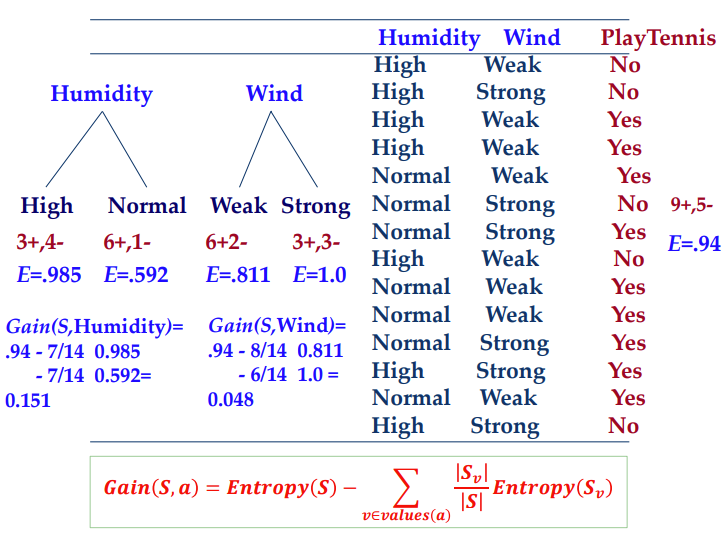 Humidity Wind PlayTennis
High Weak No
High Strong No
High Weak Yes
High Weak Yes
Normal Weak Yes
Normal Strong No 9+,5-
Normal Strong Yes E=.94
High Weak No
Normal Weak Yes
Normal Weak Yes
Normal Strong Yes
High Strong Yes
Normal Weak Yes
High Strong No
Humidity Wind
High Normal Weak Strong
3+,4- 6+,1- 6+2- 3+,3-
E=.985 E=.592 E=.811 E=1.0
Gain(S,Humidity)=
.94 - 7/14 0.985
- 7/14 0.592=
0.151
Gain(S,Wind)=
.94 - 8/14 0.811
- 6/14 1.0 =
0.048
Gain(S, a) = Entropy(S) − ∑ v∈values(a) |Sv| / |S| Entropy(Sv)